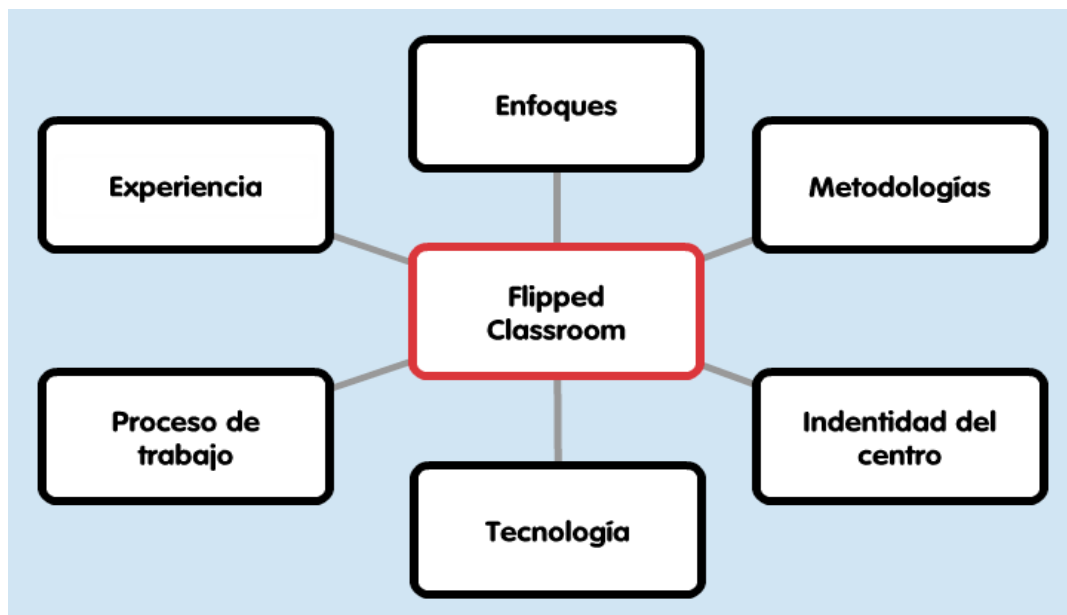 Enfoques
Experiencia
Metodologías
Flipped
Classroom
Proceso de
trabajo
Indentidad del
centro
Tecnología